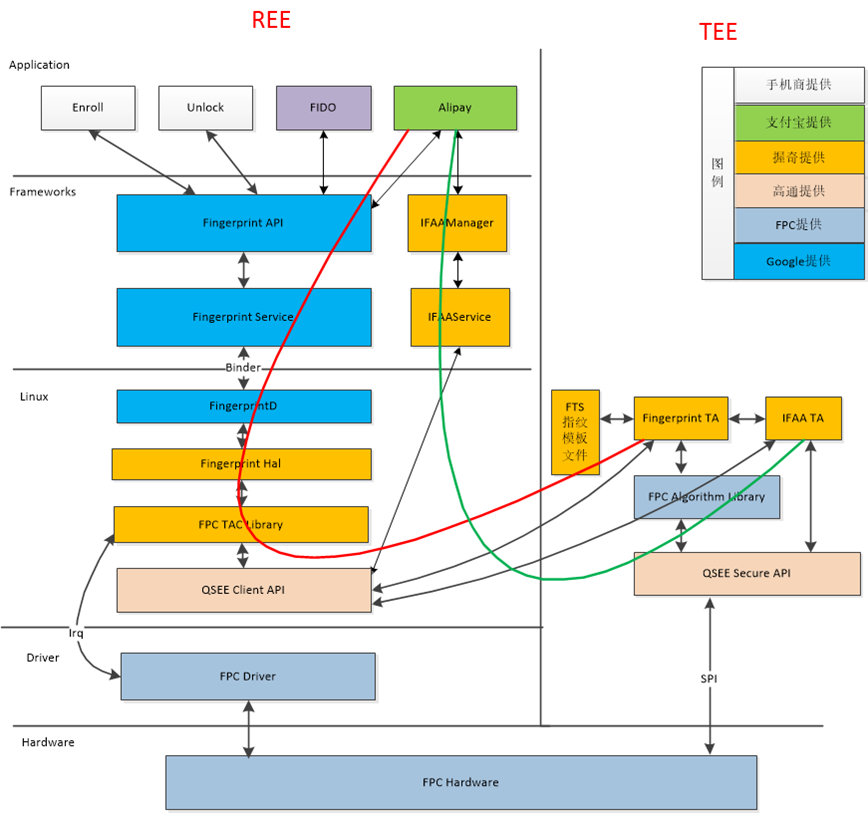 REE
TEE
Application
Enroll
Unlock
FIDO
Alipay
图
例
手机商提供
支付宝提供
握奇提供
高通提供
FPC提供
Google提供
Frameworks
Fingerprint API
IFAAManager
Fingerprint Service
IFAAService
Binder
Linux
FingerprintD
Fingerprint Hal
FPC TAC Library
QSEE Client API
FTS
指纹
模板
文件
Fingerprint TA
IFAA TA
FPC Algorithm Library
QSEE Secure API
Irq
Driver
FPC Driver
SPI
Hardware
FPC Hardware